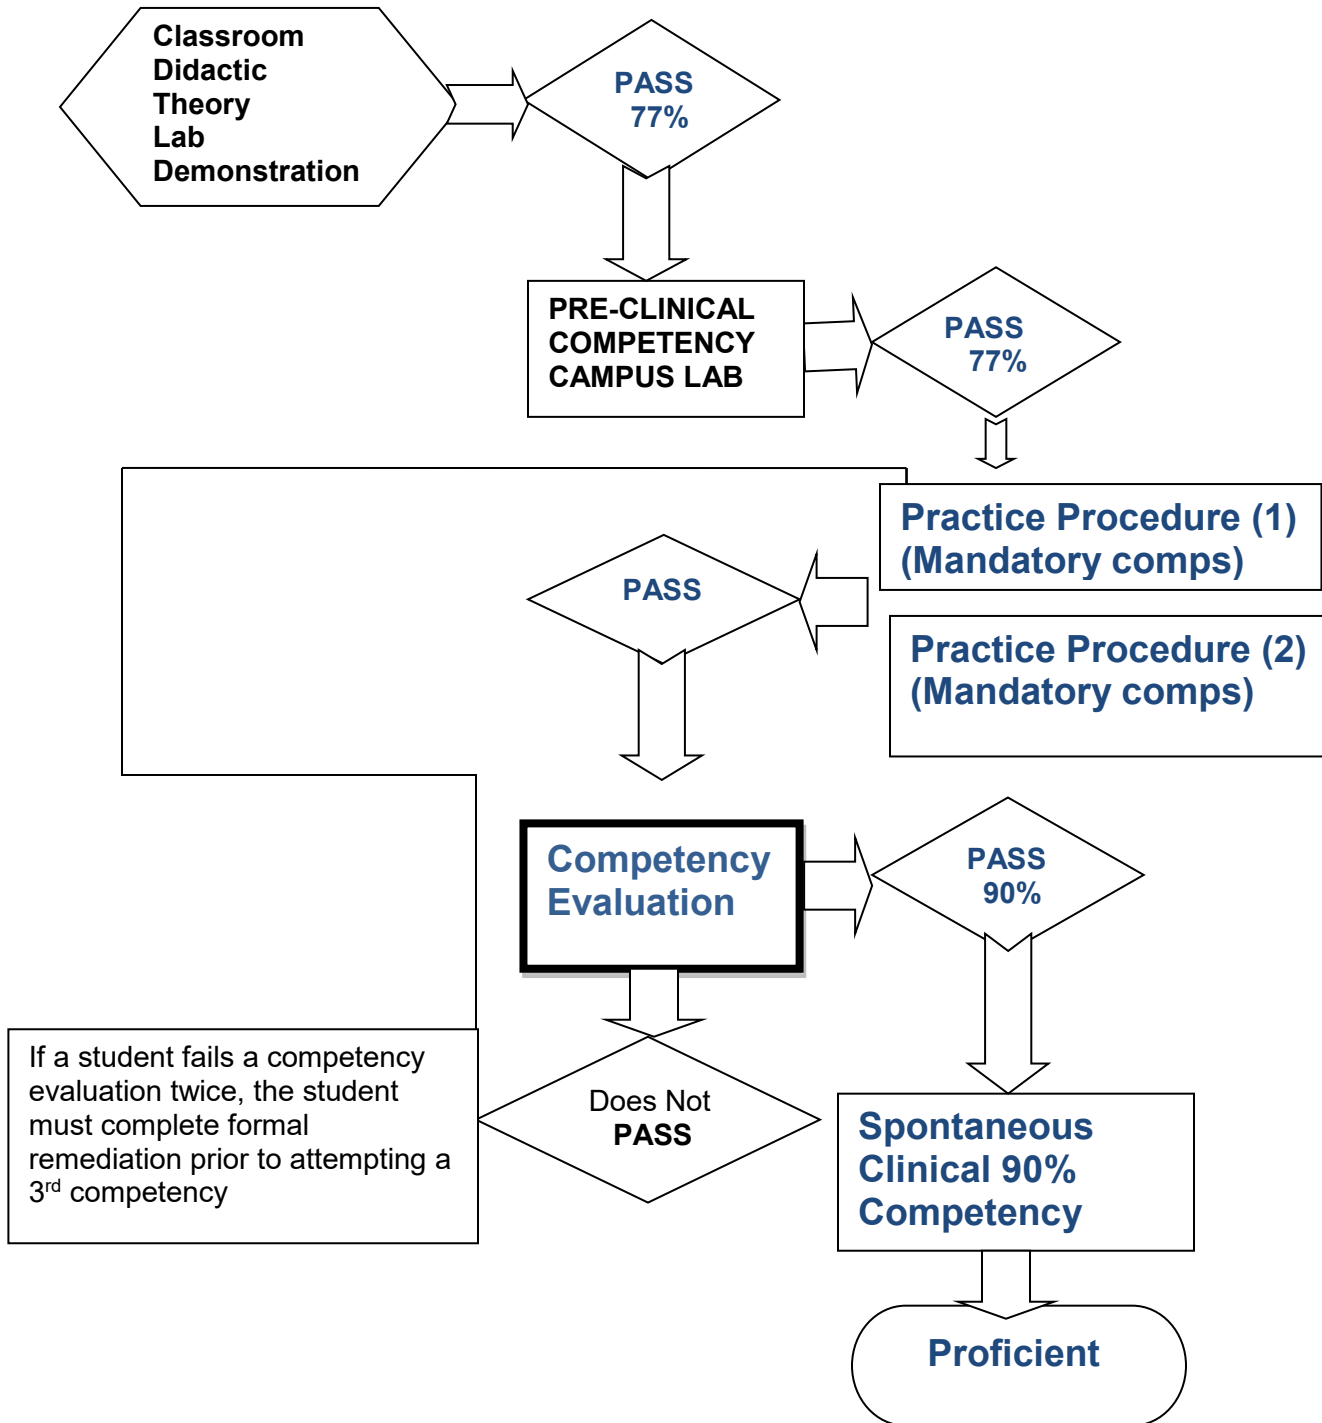 Classroom
Didactic
Theory
Lab
Demonstration
PASS
77%
PRE-CLINICAL
COMPETENCY
CAMPUS LAB
PASS
77%
Practice Procedure (1)
(Mandatory comps)
PASS
Practice Procedure (2)
(Mandatory comps)
Competency
Evaluation
PASS
90%
If a student fails a competency
evaluation twice, the student
must complete formal
remediation prior to attempting a
3rd competency
Does Not
PASS
Spontaneous
Clinical 90%
Competency
Proficient